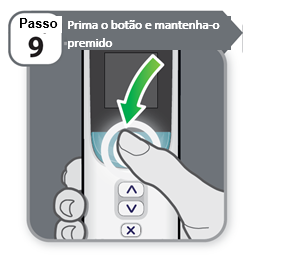 Passo
9
Prima o botão e mantenha-o
premido